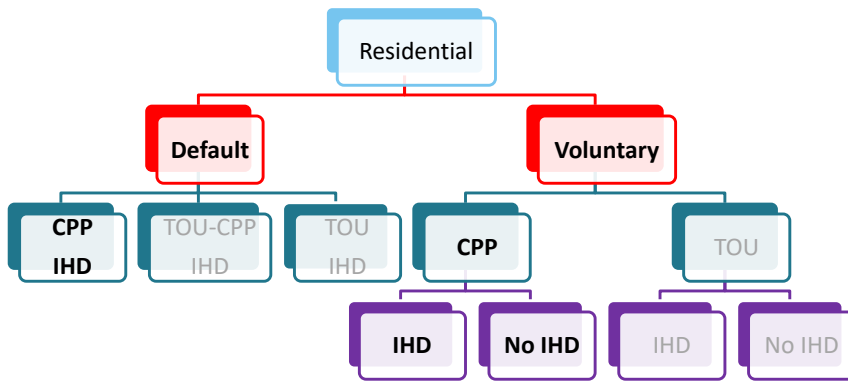 Residential
Default
Voluntary
CPP
IHD
TOU-CPP
IHD
TOU
IHD
CPP
TOU
IHD
No IHD
IHD
No IHD